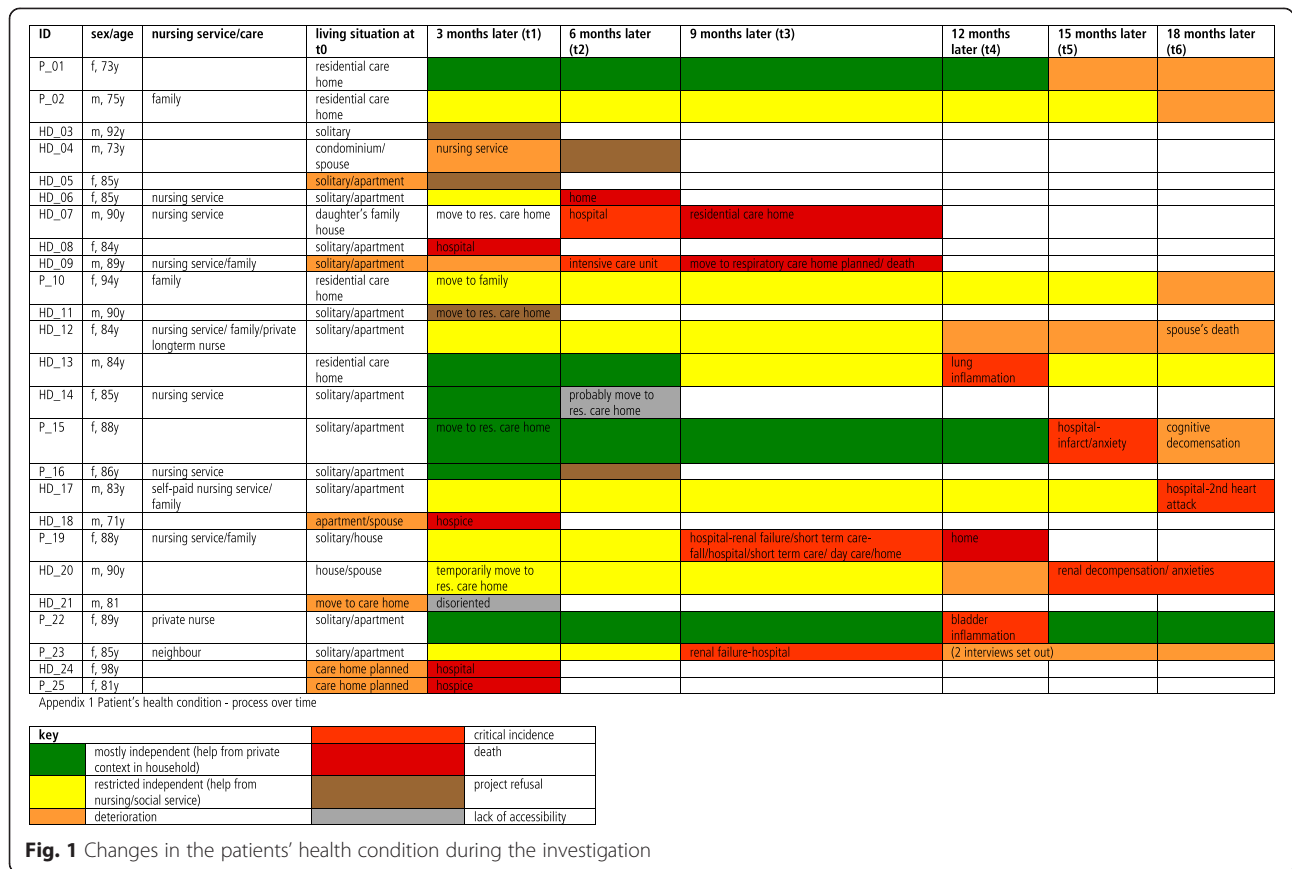 ID sex/age nursing service/care living situation at t0 3 months later (t1) 6 months later (t2) 9 months later (t3) 12 months later (t4) 15 months later (t5) 18 months later (t6)
P_01 f, 73y residential care home
P_02 m, 75y family residential care home
HD_03 m, 92y solitary
HD_04 m, 73y condominium/ spouse nursing service
HD_05 f, 85y solitary/apartment
HD_06 f, 85y nursing service solitary/apartment home
HD_07 m, 90y nursing service daughter's family house move to res. care home hospital residential care home
HD_08 f, 84y solitary/apartment hospital
HD_09 m, 89y nursing service/family solitary/apartment intensive care unit move to respiratory care home planned/ death
P_10 f, 94y family residential care home move to family
HD_11 m, 90y solitary/apartment move to res. care home
HD_12 f, 84y nursing service/ family/private longterm nurse solitary/apartment spouse's death
HD_13 m, 84y residential care home lung inflammation
HD_14 f, 85y nursing service solitary/apartment probably move to res. care home
P_15 f, 88y solitary/apartment move to res. care home hospital-infarct/anxiety cognitive decomensation
P_16 f, 86y nursing service solitary/apartment
HD_17 m, 83y self-paid nursing service/ family solitary/apartment hospital-2nd heart attack
HD_18 m, 71y apartment/spouse hospice
P_19 f, 88y nursing service/family solitary/house hospital-renal failure/short term care-fall/hospital/short term care/ day care/home home
HD_20 m, 90y house/spouse temporarily move to res. care home renal decompensation/ anxieties
HD_21 m, 81 move to care home disoriented
P_22 f, 89y private nurse solitary/apartment bladder inflammation
P_23 f, 85y neighbour solitary/apartment renal failure-hospital (2 interviews set out)
HD_24 f, 98y care home planned hospital
P_25 f, 81y care home planned hospice
Appendix 1 Patient's health condition - process over time
key critical incidence
mostly independent (help from private context in household) death
restricted independent (help from nursing/social service) project refusal
deterioration lack of accessibility
Fig. 1 Changes in the patients' health condition during the investigation